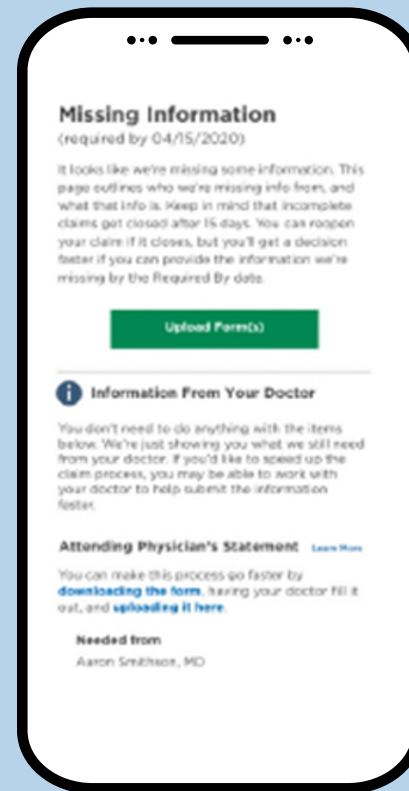 Missing Information
(required by 04/15/2020)
It looks like we're missing some information. This
page outlines who we're missing info from, and
what that info is. Keep in mind that incomplete
claims get closed after 15 days. You can reopen
your claim if it closes, but you'll get a decision
faster if you can provide the information we're
missing by the Required By date.
Upload Form(s)
Information From Your Doctor
You don't need to do anything with the items
below. We're just showing you what we still need
from your doctor. If you'd like to speed up the
claim process, you may be able to work with
your doctor to help submit the information
faster.
Attending Physician's Statement Learn More
You can make this process go faster by
downloading the form, having your doctor fill it
out, and uploading it here.
Needed from
Aaron Smithson, MD